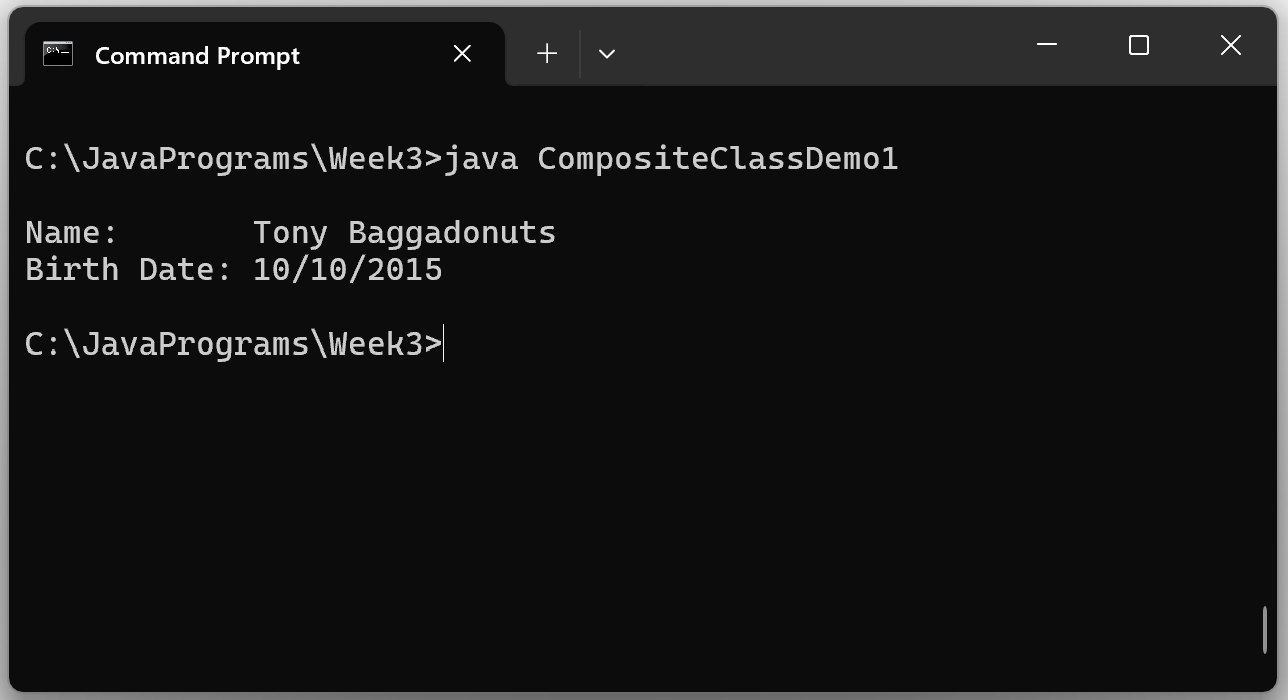 Command Prompt
C:\JavaPrograms\Week3>java CompositeClassDemo1
Name:       Tony Baggadonuts
Birth Date: 10/10/2015
C:\JavaPrograms\Week3>